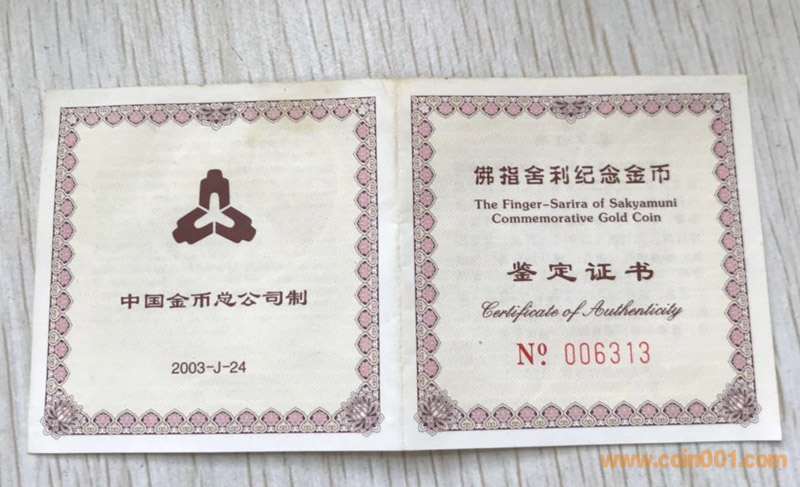 中国金币总公司制
2003-J-24
佛指舍利纪念金币
The Finger-Sarira of Sakyamuni
Commemorative Gold Coin
鉴定证书
Certificate of Authenticity
Nº 006313
www.coin001.com